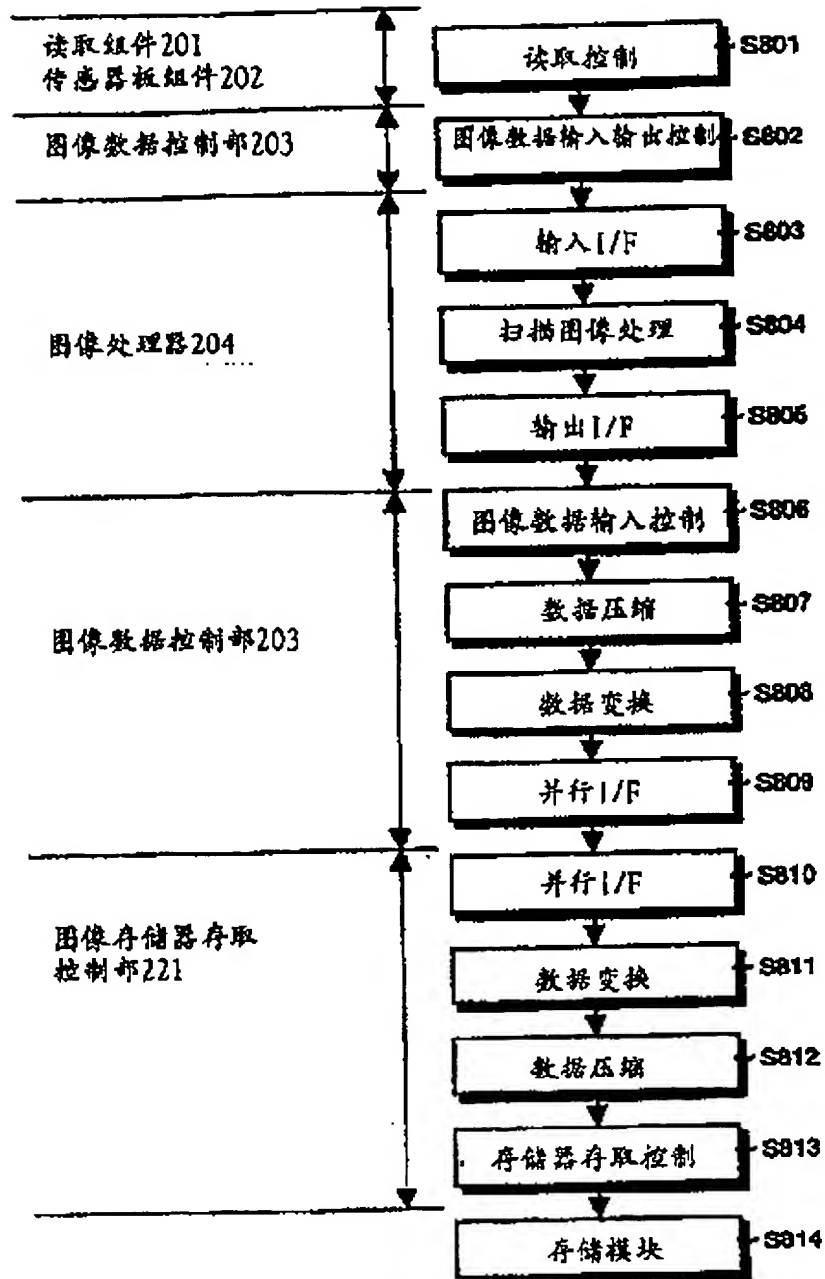 读取组件201
传感器板组件202
读取控制
S801
图像数据控制部203
图像数据输入输出控制
S802
图像处理器204
输入I/F
S803
扫描图像处理
S804
输出I/F
S805
图像数据控制部203
图像数据输入控制
S806
数据压缩
S807
数据变换
S808
并行I/F
S809
图像存储器存取
控制部221
并行I/F
S810
数据变换
S811
数据压缩
S812
存储器存取控制
S813
存储模块
S814